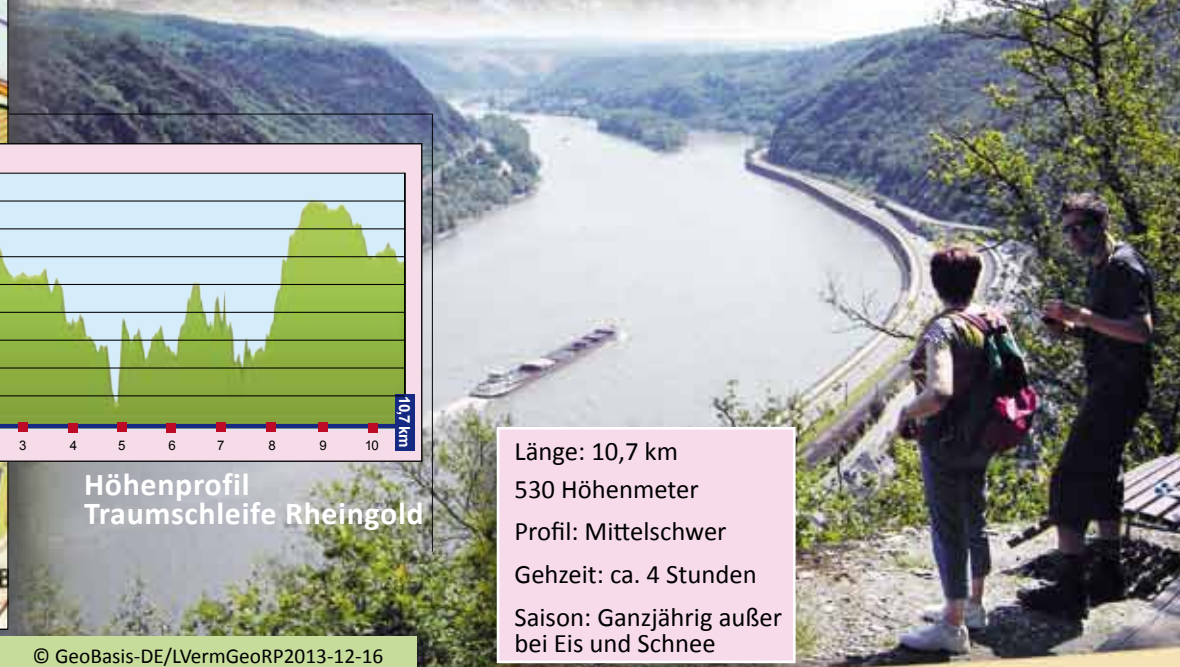 3 4 5 6 7 8 9 10
10,7 km
Höhenprofil
Traumschleife Rheingold
Länge: 10,7 km
530 Höhenmeter
Profil: Mittelschwer
Gehzeit: ca. 4 Stunden
Saison: Ganzjährig außer
bei Eis und Schnee
© GeoBasis-DE/LVermGeoRP2013-12-16